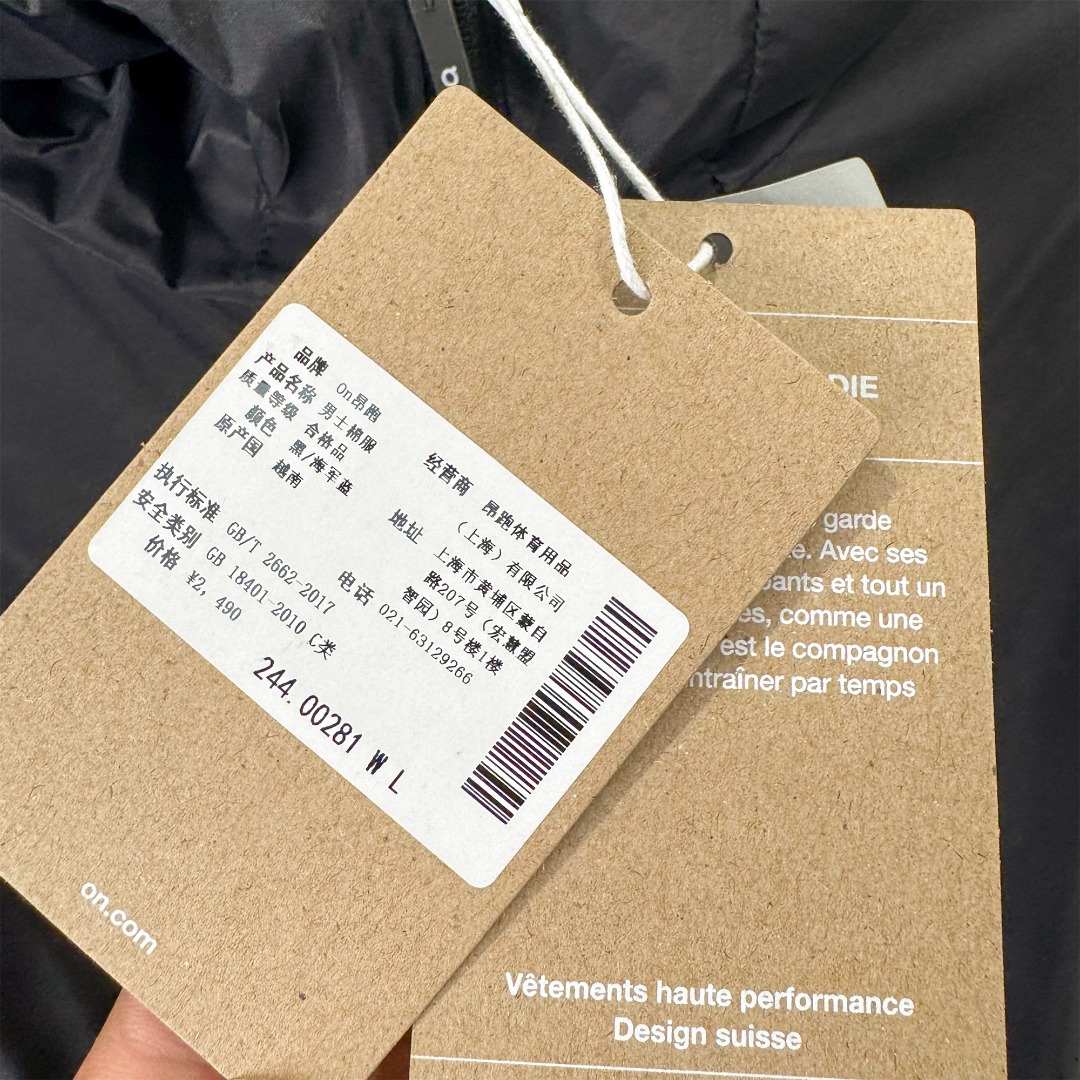 品牌 On昂跑
产品名称 男士棉服
质量等级 合格品
颜色 黑/海军蓝
原产国 越南
执行标准 GB/T 2662-2017
安全类别 GB 18401-2010 C类
价格 ¥2, 490
经营商 昂跑体育用品
（上海）有限公司
地址 上海市黄埔区蒙自
路207号（宏慧盟
智园）8号楼1楼
电话 021-63129266
244. 00281 W L
on.com
DIE
garde
e. Avec ses
ants et tout un
es, comme une
est le compagnon
ntraîner par temps
Vêtements haute performance
Design suisse